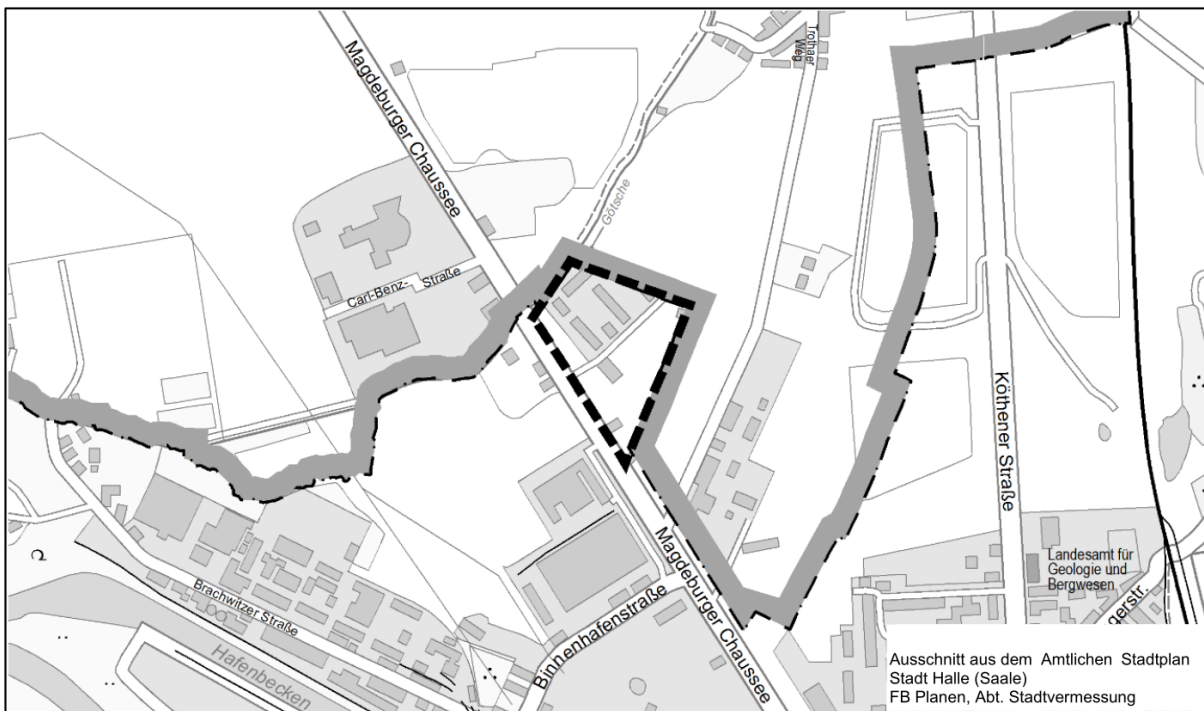 Magdeburger Chaussee
Trothaer
Weg
Götsche
Carl-Benz-
Straße
Köthener Straße
Magdeburger Chaussee
Landesamt für
Geologie und
Bergwesen
Brachwitzer Straße
Binnenhafenstraße
Hafenbecken
gerstr.
Ausschnitt aus dem Amtlichen Stadtplan
Stadt Halle (Saale)
FB Planen, Abt. Stadtvermessung